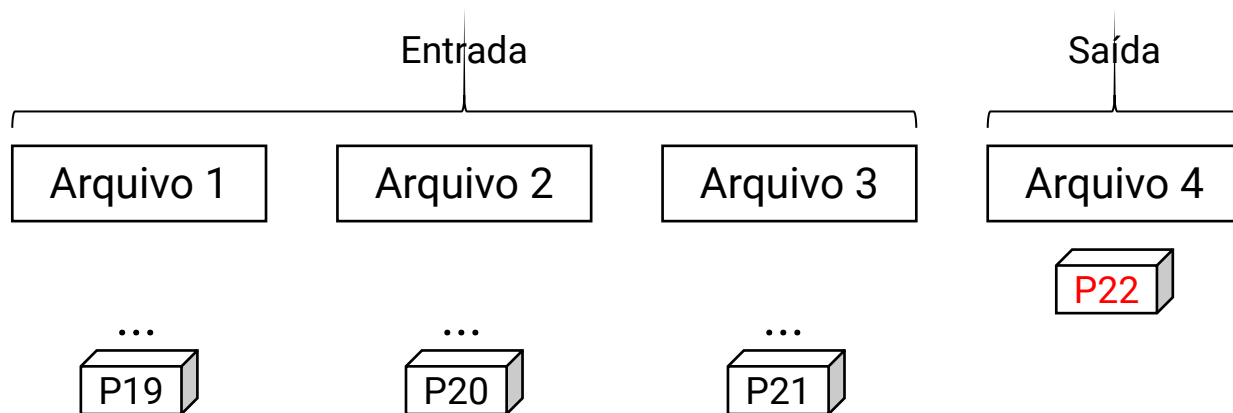 Entrada Saída
Arquivo 1 Arquivo 2 Arquivo 3 Arquivo 4
P22
... ... ...
P19 P20 P21